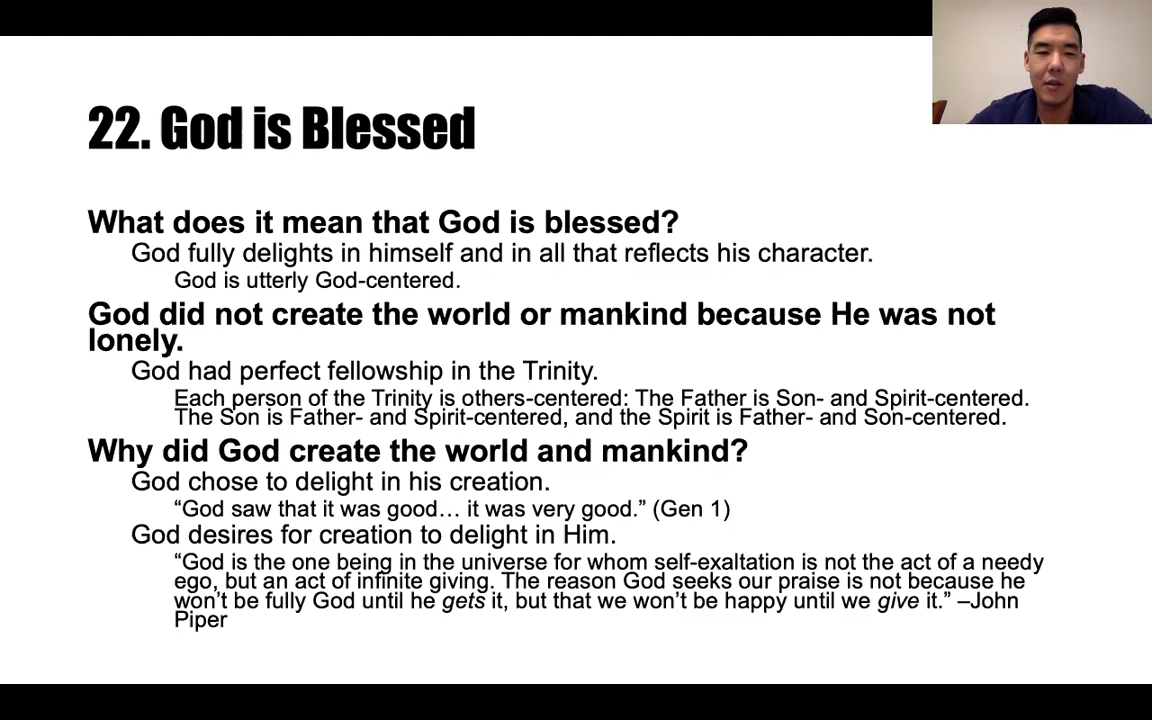 22. God is Blessed
What does it mean that God is blessed?
God fully delights in himself and in all that reflects his character.
God is utterly God-centered.
God did not create the world or mankind because He was not
lonely.
God had perfect fellowship in the Trinity.
Each person of the Trinity is others-centered: The Father is Son- and Spirit-centered.
The Son is Father- and Spirit-centered, and the Spirit is Father- and Son-centered.
Why did God create the world and mankind?
God chose to delight in his creation.
“God saw that it was good… it was very good.” (Gen 1)
God desires for creation to delight in Him.
“God is the one being in the universe for whom self-exaltation is not the act of a needy
ego, but an act of infinite giving. The reason God seeks our praise is not because he
won’t be fully God until he gets it, but that we won’t be happy until we give it.” –John
Piper